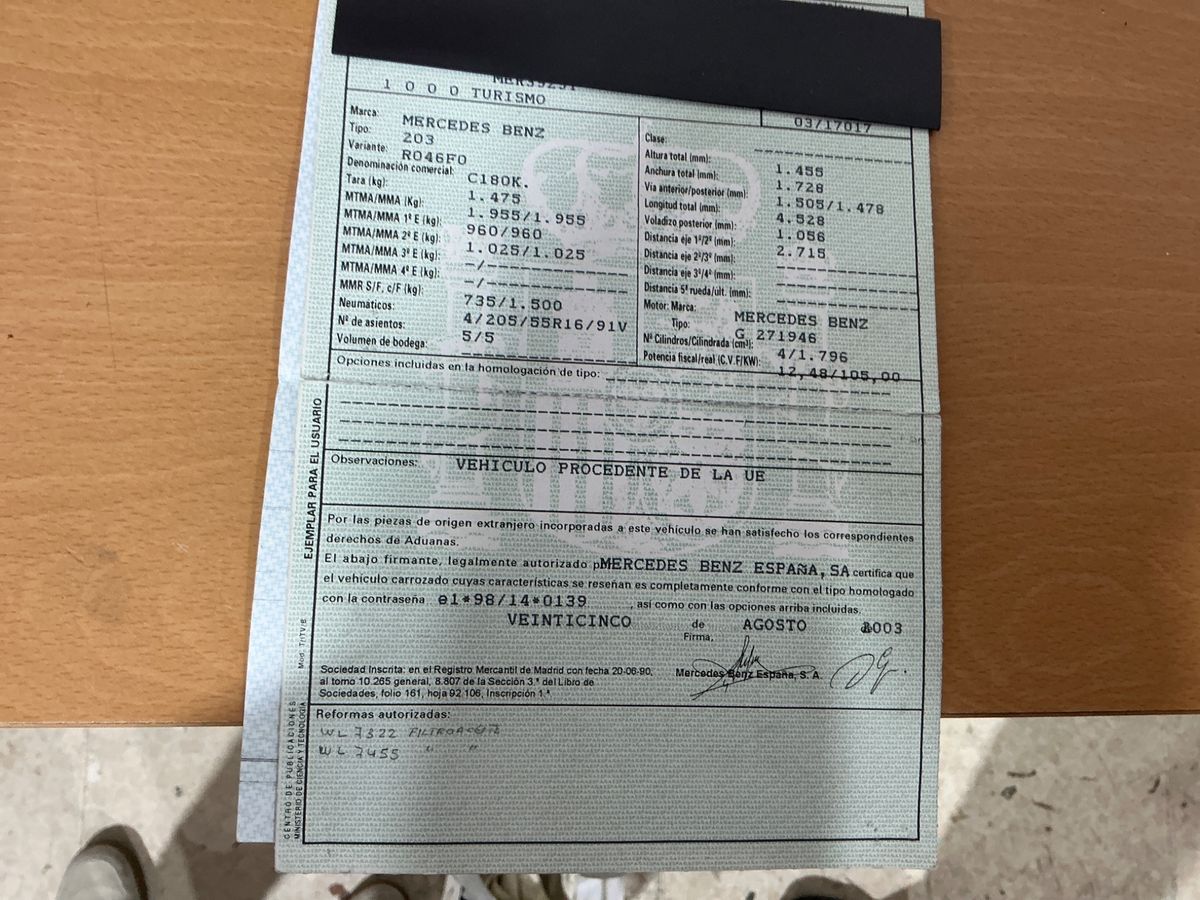 1 0 0 0 TURISMO
03/17017
Marca: MERCEDES BENZ
Tipo: 203
Variante: R046F0
Denominación comercial: C180K.
Tara (kg): 1.475
MTMA/MMA (Kg): 1.955/1.955
MTMA/MMA 1º E (kg): 960/960
MTMA/MMA 2º E (kg): 1.025/1.025
MTMA/MMA 3º E (kg): -/-------------
MTMA/MMA 4º E (kg): -/-------------
MMR S/F. c/F (kg): 735/1.500
Neumáticos: 4/205/55R16/91V
Nº de asientos: 5/5
Volumen de bodega: --------------
Clase: --------------
Altura total (mm): 1.455
Anchura total (mm): 1.728
Vía anterior/posterior (mm): 1.505/1.478
Longitud total (mm): 4.528
Voladizo posterior (mm): 1.056
Distancia eje 1º/2º (mm): 2.715
Distancia eje 2º/3º (mm): ------------
Distancia eje 3º/4º (mm): ------------
Distancia 5ª rueda/ult. (mm): ------------
Motor: Marca: MERCEDES BENZ
Tipo: G 271946
Nº Cilindros/Cilindrada (cm³): 4/1.796
Potencia fiscal/real (C.V.F/KW): 12,48/105,00
Opciones incluidas en la homologación de tipo:
Observaciones: VEHICULO PROCEDENTE DE LA UE
Por las piezas de origen extranjero incorporadas a este vehículo se han satisfecho los correspondientes
derechos de Aduanas.
El abajo firmante, legalmente autorizado p MERCEDES BENZ ESPAÑA, SA certifica que
el vehículo carrozado cuyas características se reseñan es completamente conforme con el tipo homologado
con la contraseña e1*98/14*0139 , así como con las opciones arriba incluidas.
VEINTICINCO de AGOSTO 2003
Firma,
Sociedad Inscrita: en el Registro Mercantil de Madrid con fecha 20-06-90,
al tomo 10.265 general, 8.807 de la Sección 3.ª del Libro de
Sociedades, folio 161, hoja 92.106, Inscripción 1.ª
Mercedes Benz España, S. A.
Reformas autorizadas:
WL 7322
WL 7455 " "
EJEMPLAR PARA EL USUARIO
Mod. TITV/B
CENTRO DE PUBLICACIONES
MINISTERIO DE CIENCIA Y TECNOLOGÍA